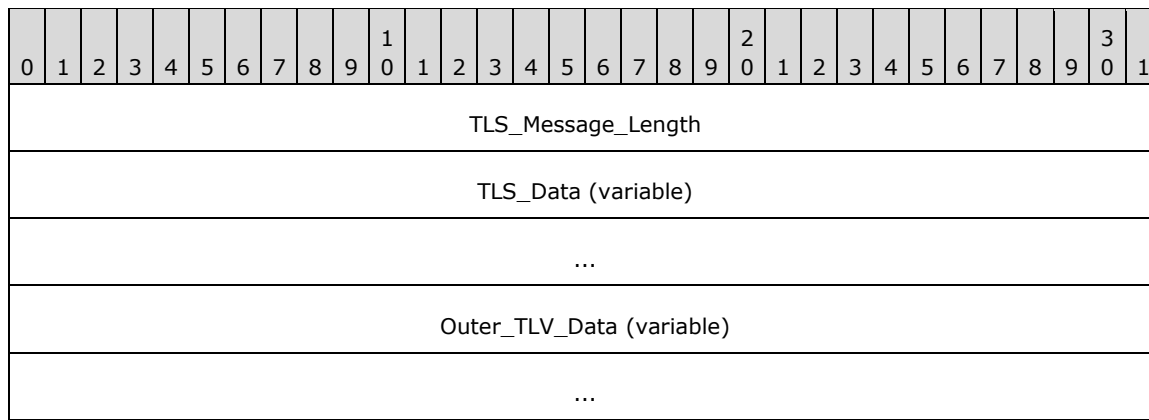 1 2 3
0 1 2 3 4 5 6 7 8 9 0 1 2 3 4 5 6 7 8 9 0 1 2 3 4 5 6 7 8 9 0 1
TLS_Message_Length
TLS_Data (variable)
...
Outer_TLV_Data (variable)
...